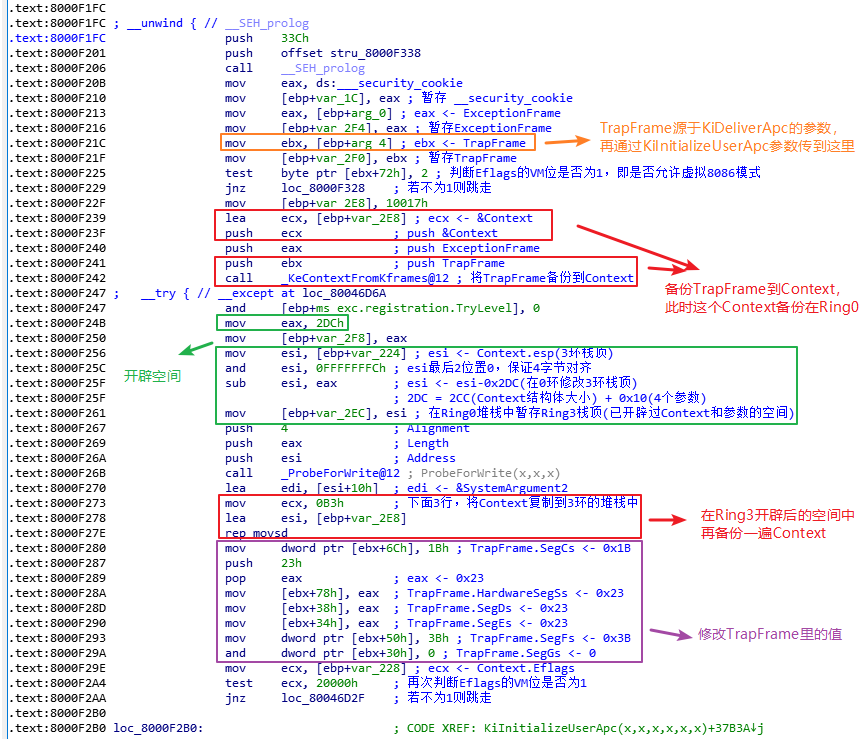 .text:8000F1FC
.text:8000F1FC ; __unwind { // __SEH_prolog
.text:8000F1FC push 33Ch
.text:8000F201 push offset stru_8000F338
.text:8000F206 call __SEH_prolog
.text:8000F20B mov eax, ds:___security_cookie
.text:8000F210 mov [ebp+var_1C], eax ; 暂存 __security_cookie
.text:8000F213 mov eax, [ebp+arg_0] ; eax <- ExceptionFrame
.text:8000F216 mov [ebp+var_2F4], eax ; 暂存ExceptionFrame
.text:8000F21C mov ebx, [ebp+arg_4] ; ebx <- TrapFrame
.text:8000F21F mov [ebp+var_2F0], ebx ; 暂存TrapFrame
.text:8000F225 test byte ptr [ebx+72h], 2 ; 判断Eflags的VM位是否为1，即是否允许虚拟8086模式
.text:8000F229 jnz loc_8000F328 ; 若不为1则跳走
.text:8000F22F mov [ebp+var_2E8], 10017h
.text:8000F239 lea ecx, [ebp+var_2E8] ; ecx <- &Context
.text:8000F23F push ecx ; push &Context
.text:8000F240 push eax ; push ExceptionFrame
.text:8000F241 push ebx ; push TrapFrame
.text:8000F242 call _KeContextFromKframes@12 ; 将TrapFrame备份到Context
.text:8000F247 ; __try { // __except at loc_80046D6A
.text:8000F247 and [ebp+ms_exc.registration.TryLevel], 0
.text:8000F24B mov eax, 2DCh
.text:8000F250 mov [ebp+var_2F8], eax
.text:8000F256 mov esi, [ebp+var_224] ; esi <- Context.esp(3环栈顶)
.text:8000F25C and esi, 0FFFFFFFCh ; esi最后2位置0，保证4字节对齐
.text:8000F25F sub esi, eax ; esi <- esi-0x2DC(在0环修改3环栈顶)
.text:8000F25F ; 2DC = 2CC(Context结构体大小) + 0x10(4个参数)
.text:8000F261 mov [ebp+var_2EC], esi ; 在Ring0堆栈中暂存Ring3栈顶(已开辟过Context和参数的空间)
.text:8000F267 push 4 ; Alignment
.text:8000F269 push eax ; Length
.text:8000F26A push esi ; Address
.text:8000F26B call _ProbeForWrite@12 ; ProbeForWrite(x,x,x)
.text:8000F270 lea edi, [esi+10h] ; edi <- &SystemArgument2
.text:8000F273 mov ecx, 0B3h ; 下面3行，将Context复制到3环的堆栈中
.text:8000F278 lea esi, [ebp+var_2E8]
.text:8000F27E rep movsd
.text:8000F280 mov dword ptr [ebx+6Ch], 1Bh ; TrapFrame.SegCs <- 0x1B
.text:8000F287 push 23h
.text:8000F289 pop eax ; eax <- 0x23
.text:8000F28A mov [ebx+78h], eax ; TrapFrame.HardwareSegSs <- 0x23
.text:8000F28D mov [ebx+38h], eax ; TrapFrame.SegDs <- 0x23
.text:8000F290 mov [ebx+34h], eax ; TrapFrame.SegEs <- 0x23
.text:8000F293 mov dword ptr [ebx+50h], 3Bh ; TrapFrame.SegFs <- 0x3B
.text:8000F29A and dword ptr [ebx+30h], 0 ; TrapFrame.SegGs <- 0
.text:8000F29E mov ecx, [ebp+var_228] ; ecx <- Context.Eflags
.text:8000F2A4 test ecx, 20000h ; 再次判断Eflags的VM位是否为1
.text:8000F2AA jnz loc_80046D2F ; 若不为1则跳走
.text:8000F2B0
.text:8000F2B0 loc_8000F2B0: ; CODE XREF: KiInitializeUserApc(x,x,x,x,x,x)+37B3A↓j
TrapFrame源于KiDeliverApc的参数，
再通过KiInitializeUserApc参数传到这里
备份TrapFrame到Context，
此时这个Context备份在Ring0
开辟空间
在Ring3开辟后的空间中
再备份一遍Context
修改TrapFrame里的值